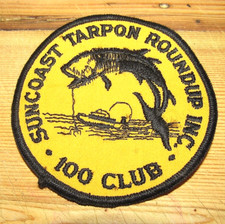 SUNCOAST TARPON ROUNDUP INC.
• 100 CLUB •